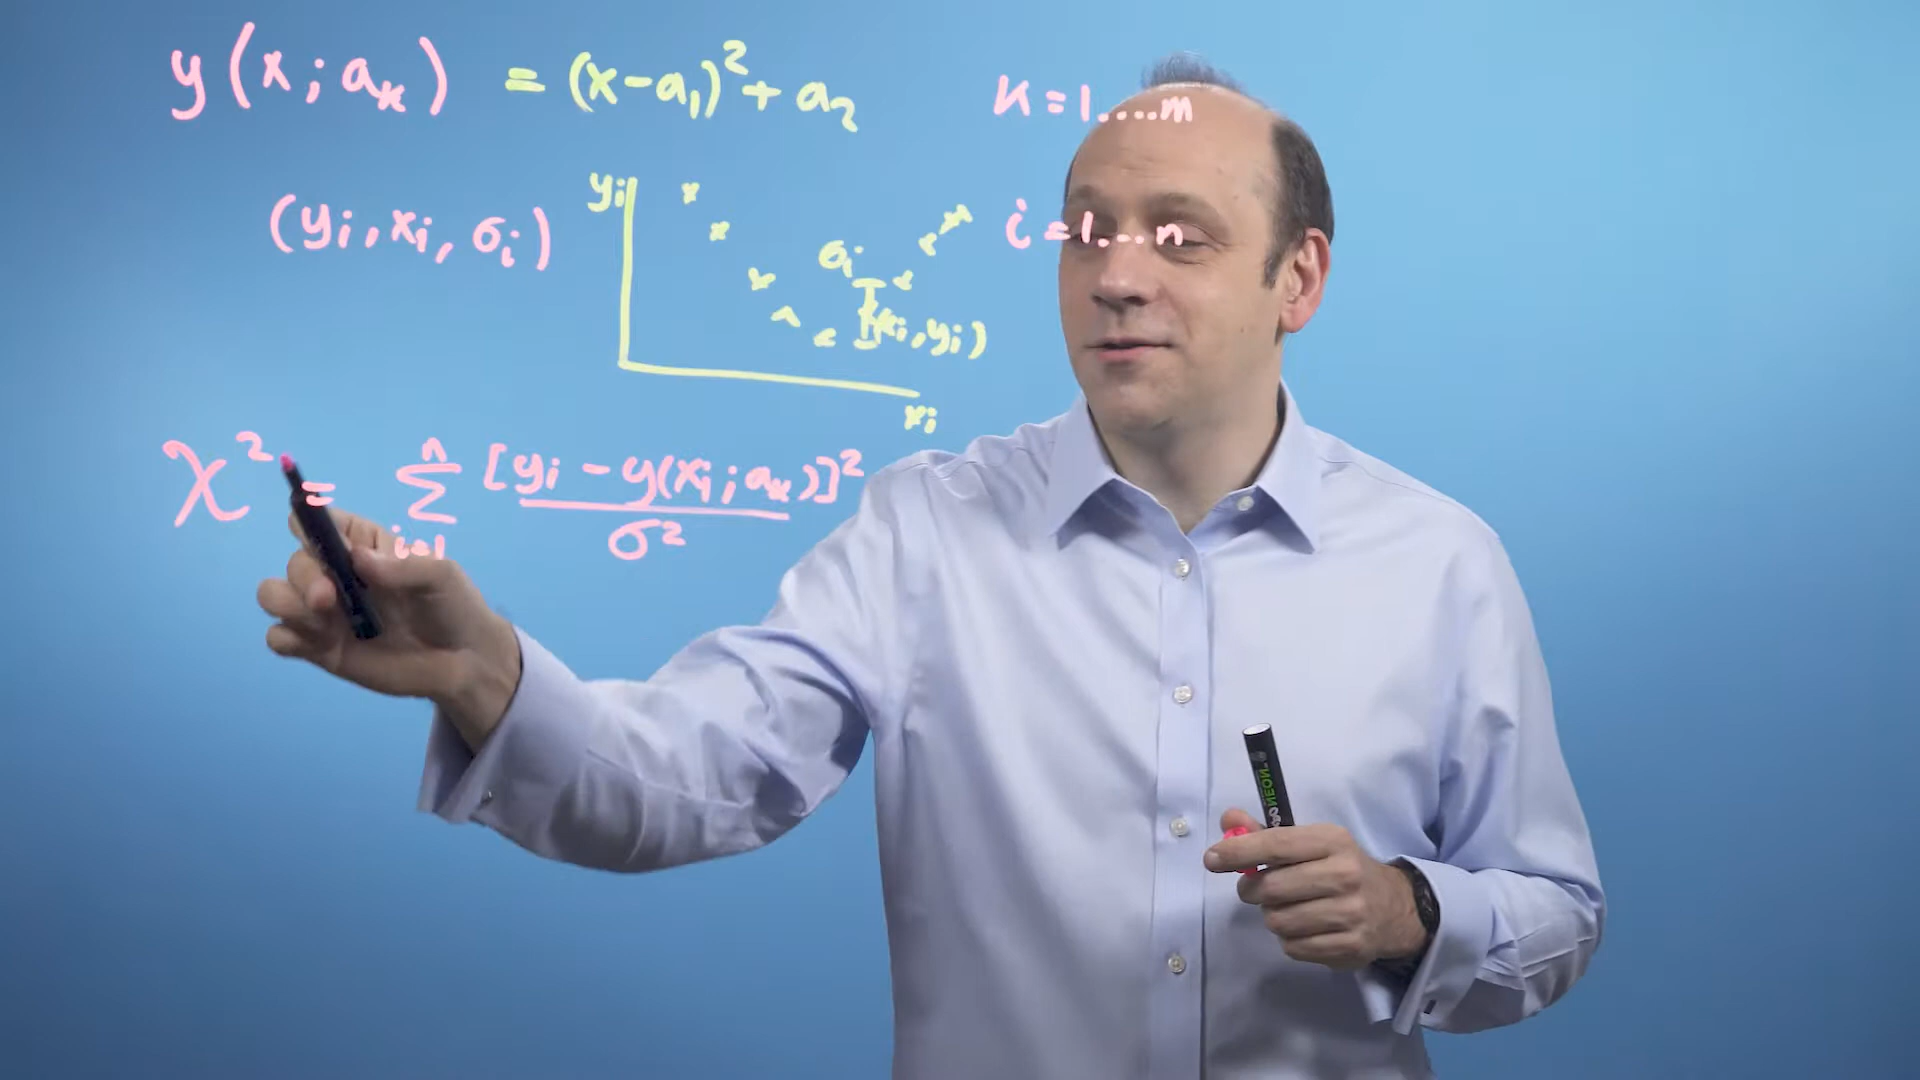 y(x; aₖ) = (x-a₁)² + a₂
k = 1....m
(yᵢ, xᵢ, σᵢ)
yᵢ
σᵢ
(xᵢ, yᵢ)
xᵢ
i = 1...n
χ² = Σ [yᵢ - y(xᵢ; aₖ)]²
n
i=1
σ²
NEON